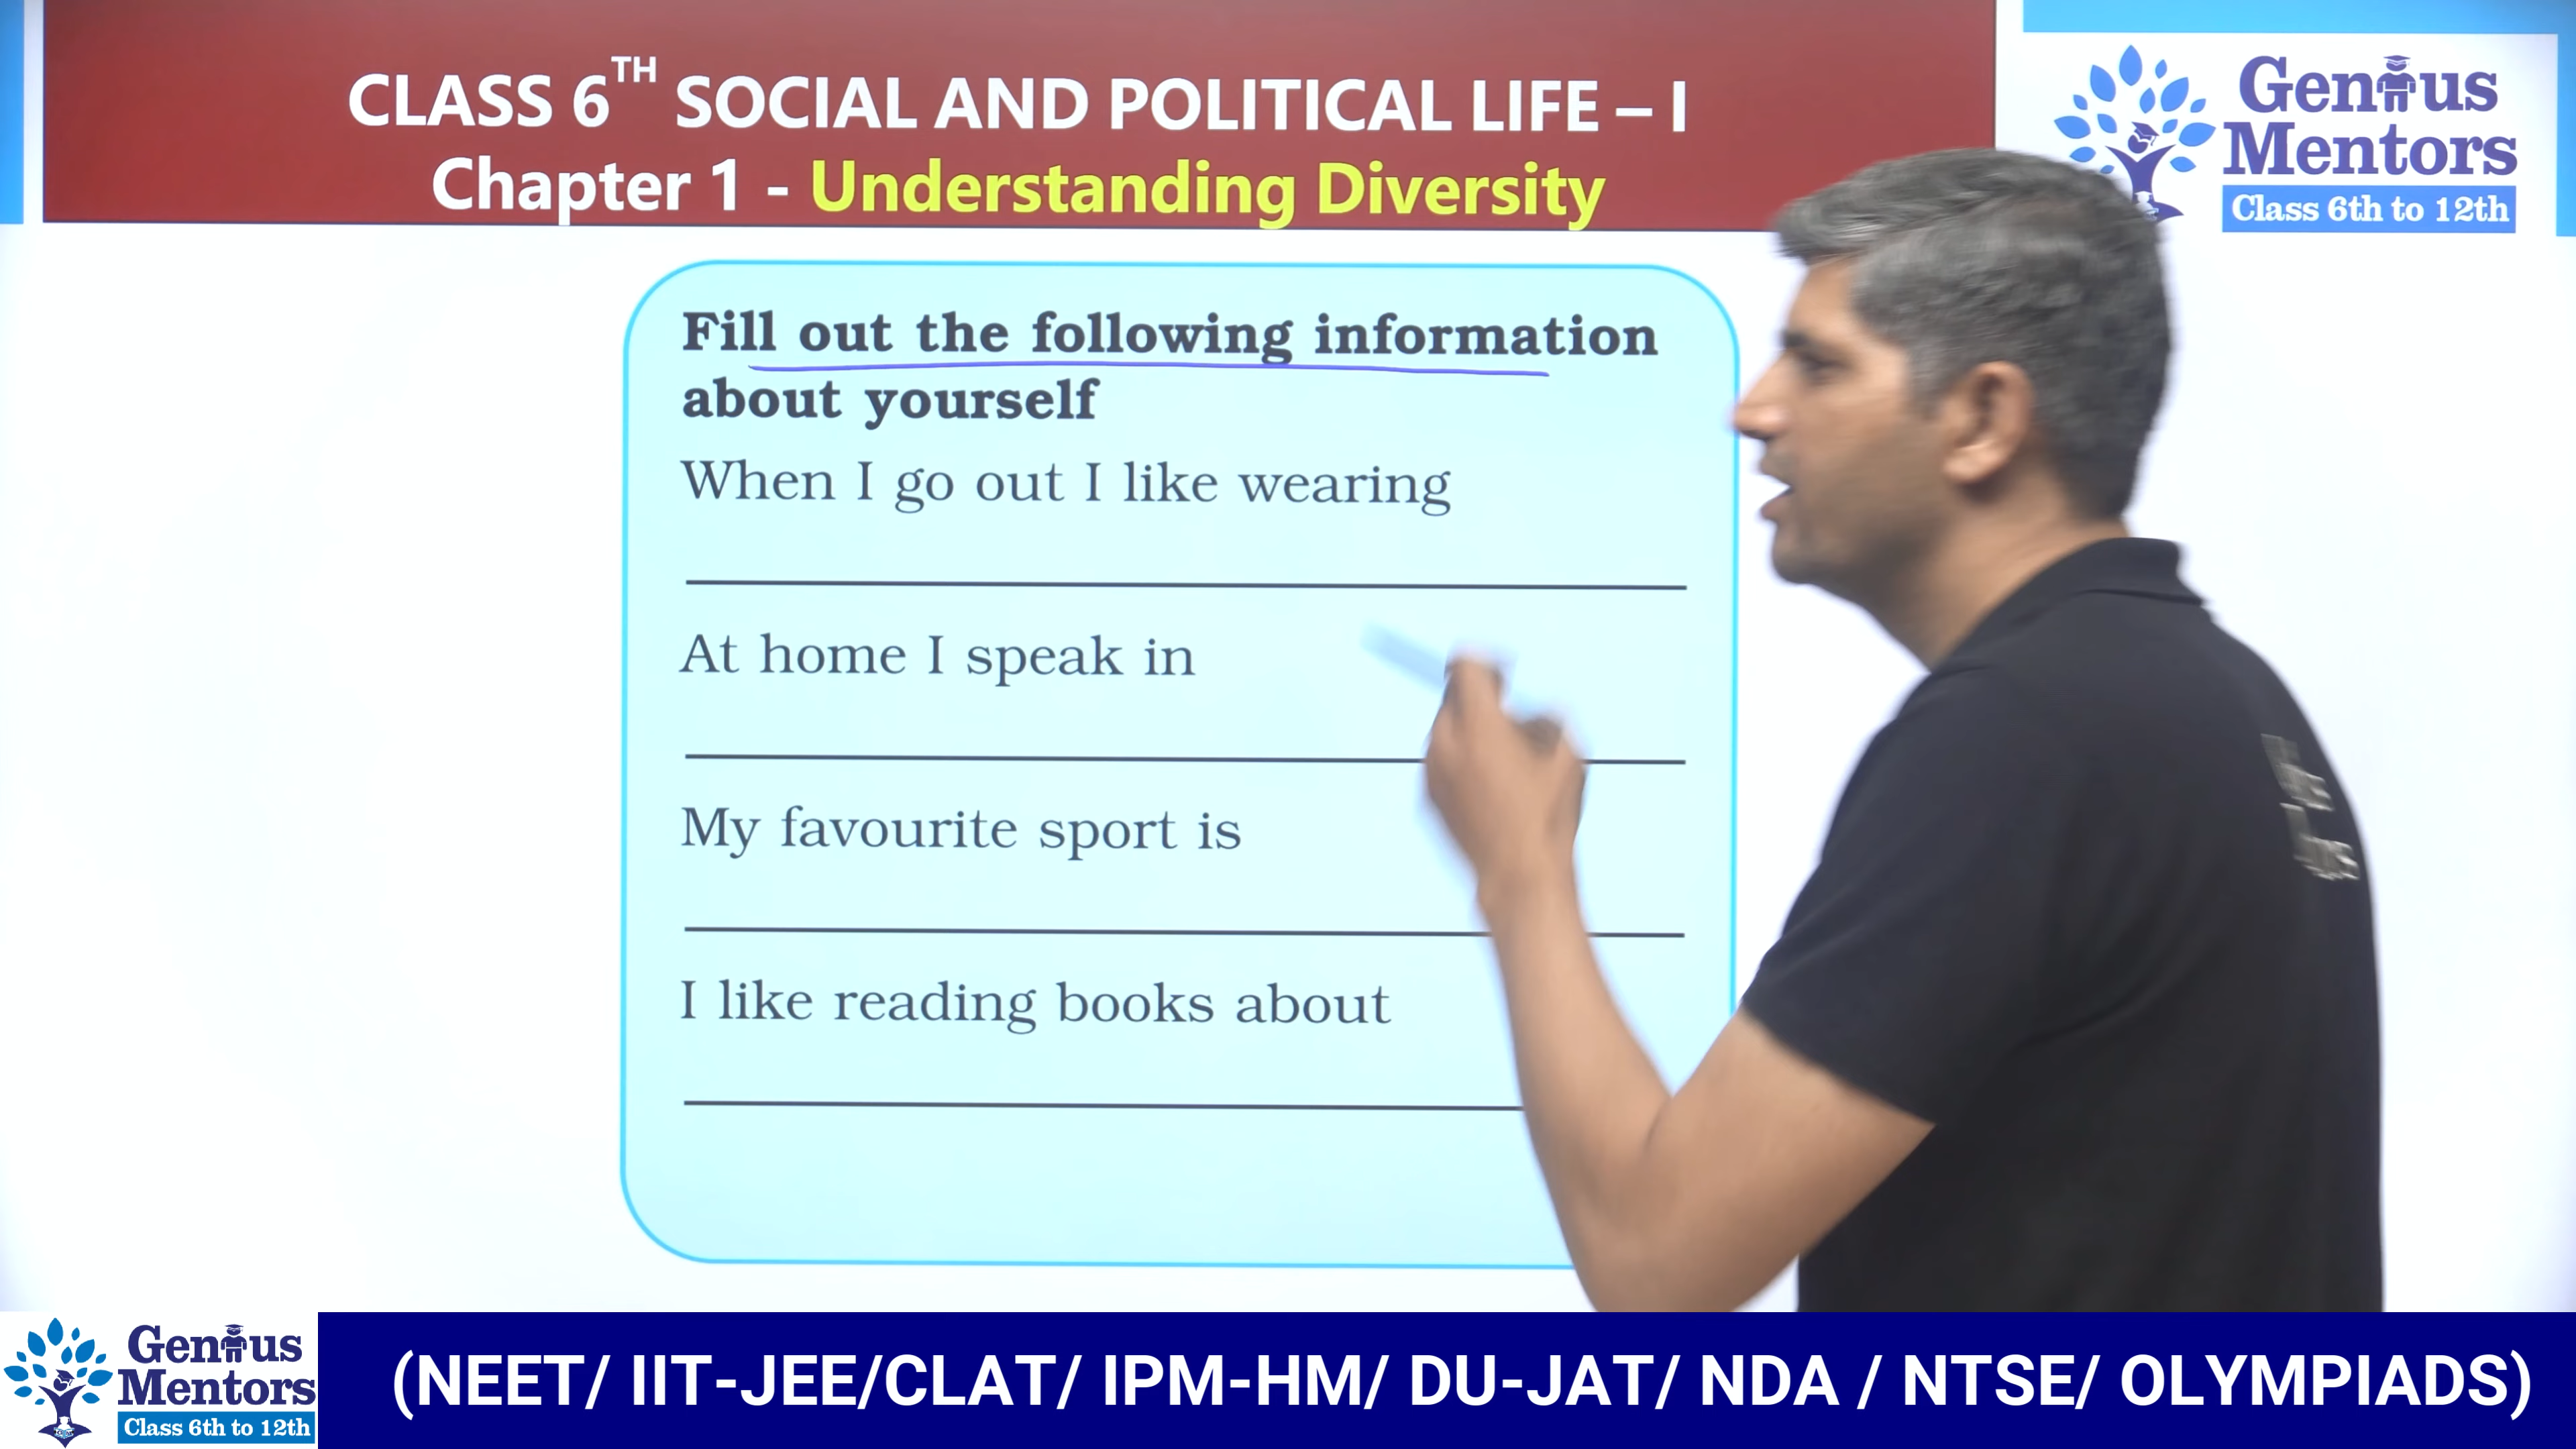 CLASS 6TH SOCIAL AND POLITICAL LIFE – I
Chapter 1 - Understanding Diversity
Genius
Mentors
Class 6th to 12th
Fill out the following information
about yourself
When I go out I like wearing
At home I speak in
My favourite sport is
I like reading books about
Genius
Mentors
Class 6th to 12th
(NEET/ IIT-JEE/CLAT/ IPM-HM/ DU-JAT/ NDA / NTSE/ OLYMPIADS)